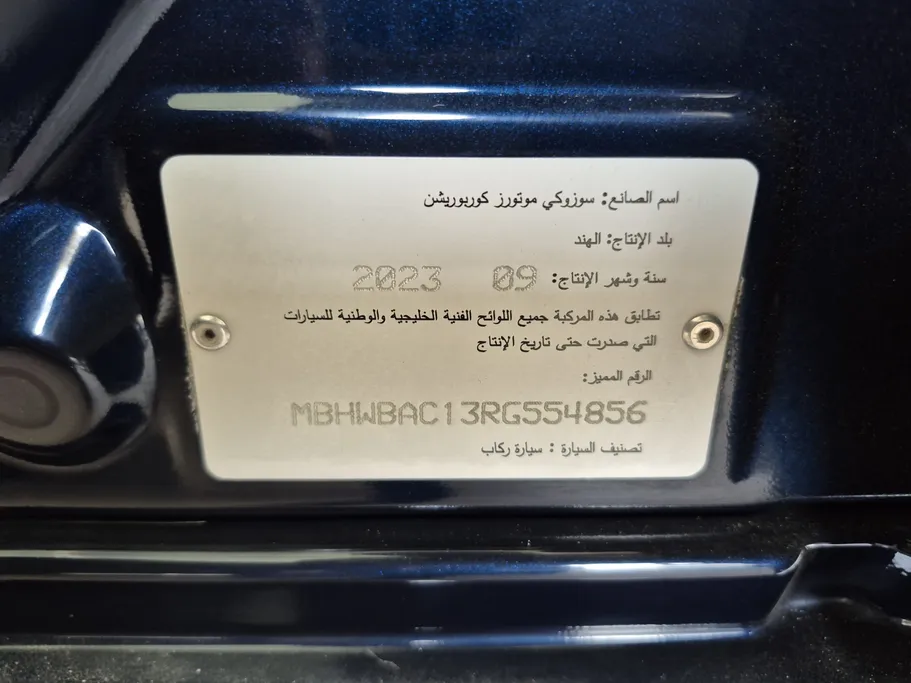 اسم الصانع: سوزوكي موتورز كوربوريشن
بلد الإنتاج: الهند
سنة وشهر الإنتاج: 09 2023
تطابق هذه المركبة جميع اللوائح الفنية الخليجية والوطنية للسيارات
التي صدرت حتى تاريخ الإنتاج
الرقم المميز:
MBHWBAC13RG554856
تصنيف السيارة : سيارة ركاب